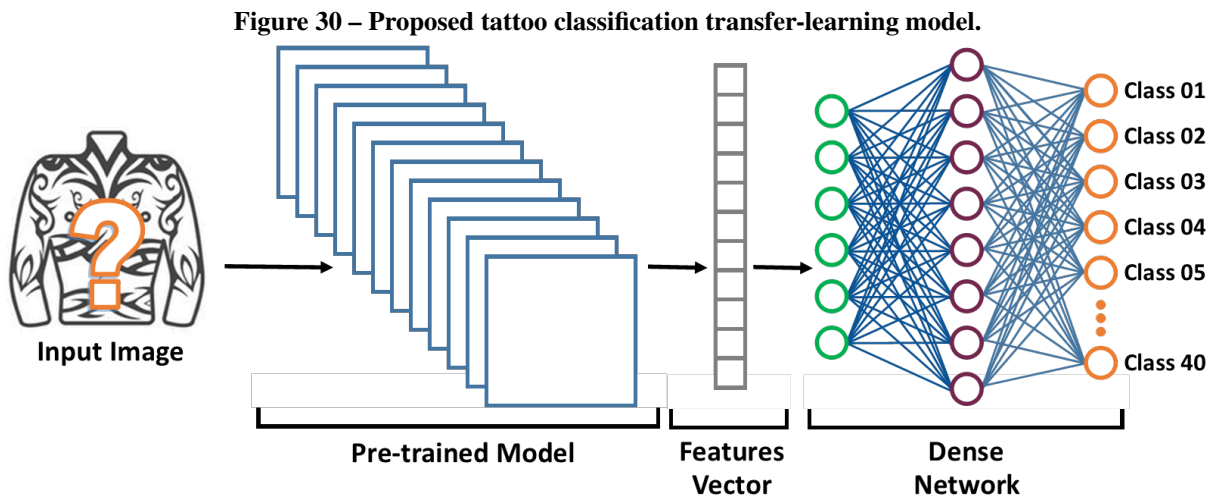 Figure 30 – Proposed tattoo classification transfer-learning model.
?
Input Image
Class 01
Class 02
Class 03
Class 04
Class 05
Class 40
Pre-trained Model
Features
Vector
Dense
Network